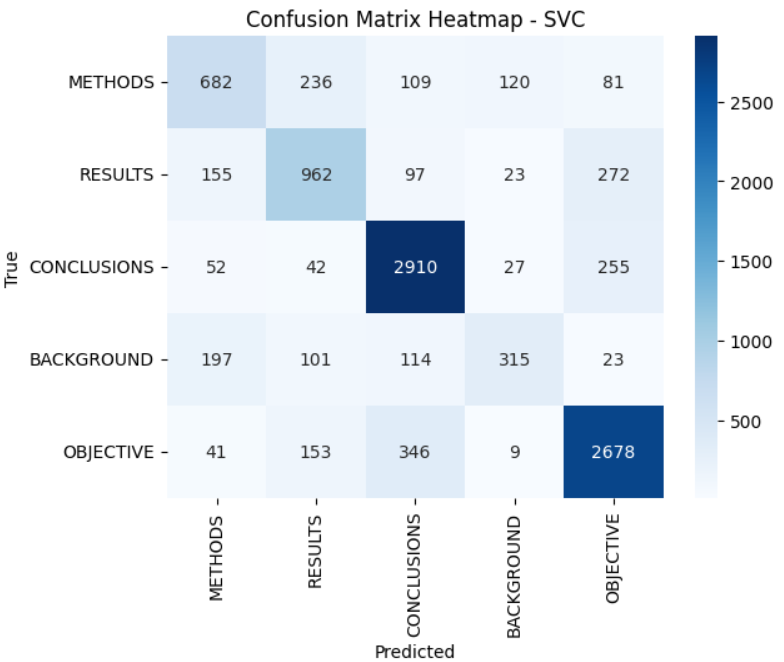 Confusion Matrix Heatmap - SVC
METHODS 682 236 109 120 81
RESULTS 155 962 97 23 272
CONCLUSIONS 52 42 2910 27 255
BACKGROUND 197 101 114 315 23
OBJECTIVE 41 153 346 9 2678
True
METHODS RESULTS CONCLUSIONS BACKGROUND OBJECTIVE
Predicted
2500
2000
1500
1000
500